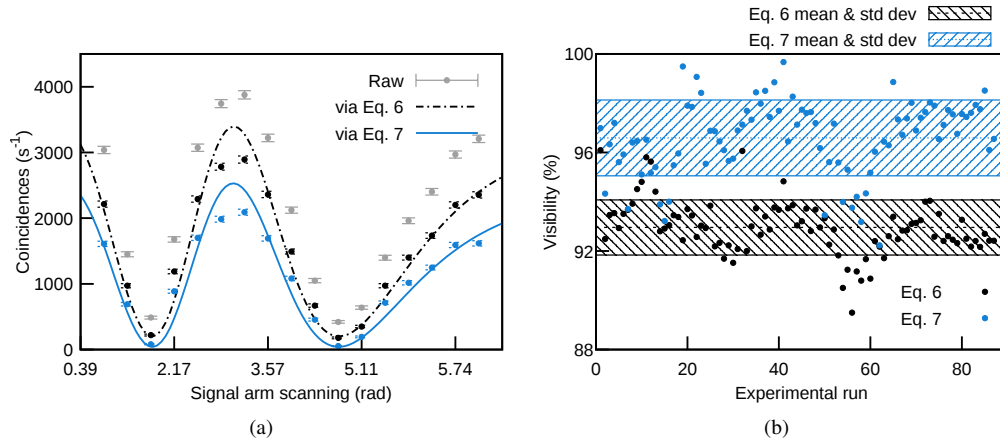 Eq. 6 mean & std dev
Eq. 7 mean & std dev
4000
3000
2000
1000
0
Coincidences (s⁻¹)
Raw
via Eq. 6
via Eq. 7
0.39 2.17 3.57 5.11 5.74
Signal arm scanning (rad)
(a)
100
96
92
88
Visibility (%)
Eq. 6
Eq. 7
0 20 40 60 80
Experimental run
(b)